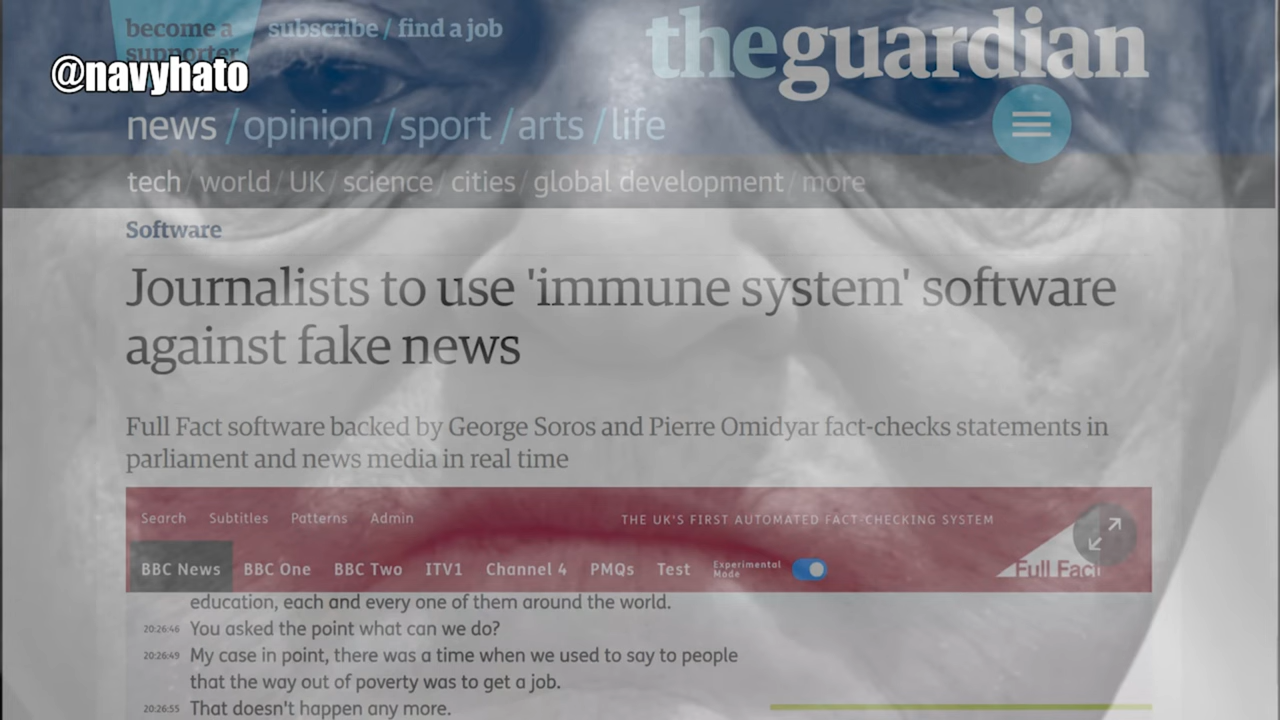 become a
supporter
subscribe / find a job
theguardian
@navyhato
news / opinion / sport / arts / life
tech / world / UK / science / cities / global development / more
Software
Journalists to use 'immune system' software
against fake news
Full Fact software backed by George Soros and Pierre Omidyar fact-checks statements in
parliament and news media in real time
Search Subtitles Patterns Admin
THE UK'S FIRST AUTOMATED FACT-CHECKING SYSTEM
BBC News BBC One BBC Two ITV1 Channel 4 PMQs Test Experimental
Mode
Full Fact
education, each and every one of them around the world.
20:26:46 You asked the point what can we do?
20:26:49 My case in point, there was a time when we used to say to people
that the way out of poverty was to get a job.
20:26:55 That doesn't happen any more.